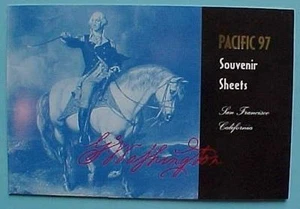 PACIFIC 97
Souvenir
Sheets
San Francisco
California
G Washington